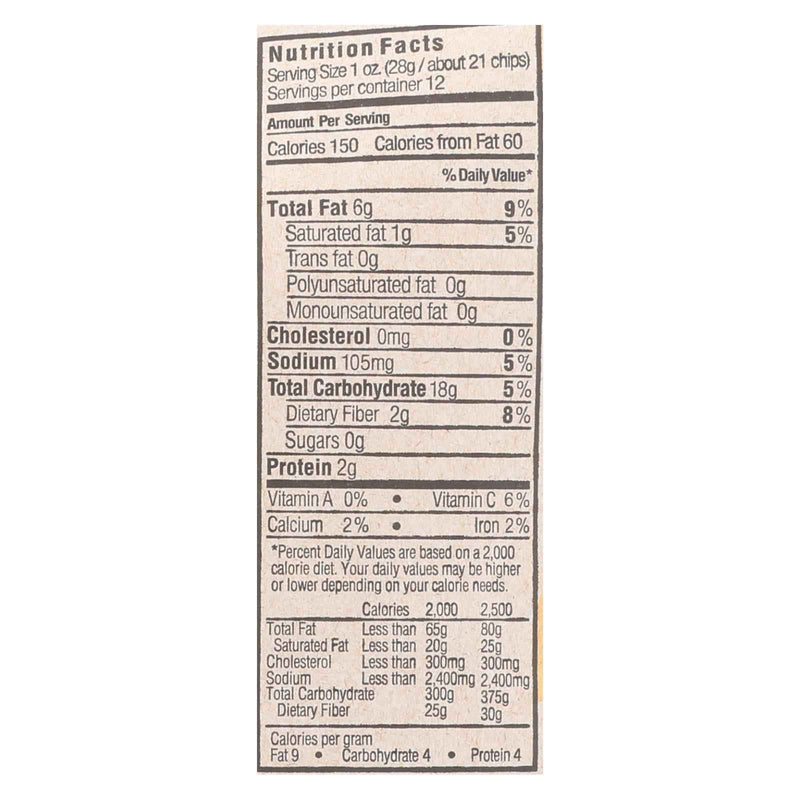 Nutrition Facts
Serving Size 1 oz. (28g / about 21 chips)
Servings per container 12
Amount Per Serving
Calories 150 Calories from Fat 60
% Daily Value*
Total Fat 6g 9%
Saturated fat 1g 5%
Trans fat 0g
Polyunsaturated fat 0g
Monounsaturated fat 0g
Cholesterol 0mg 0%
Sodium 105mg 5%
Total Carbohydrate 18g 5%
Dietary Fiber 2g 8%
Sugars 0g
Protein 2g
Vitamin A 0% • Vitamin C 6%
Calcium 2% • Iron 2%
*Percent Daily Values are based on a 2,000
calorie diet. Your daily values may be higher
or lower depending on your calorie needs.
Calories 2,000 2,500
Total Fat Less than 65g 80g
Saturated Fat Less than 20g 25g
Cholesterol Less than 300mg 300mg
Sodium Less than 2,400mg 2,400mg
Total Carbohydrate 300g 375g
Dietary Fiber 25g 30g
Calories per gram
Fat 9 • Carbohydrate 4 • Protein 4